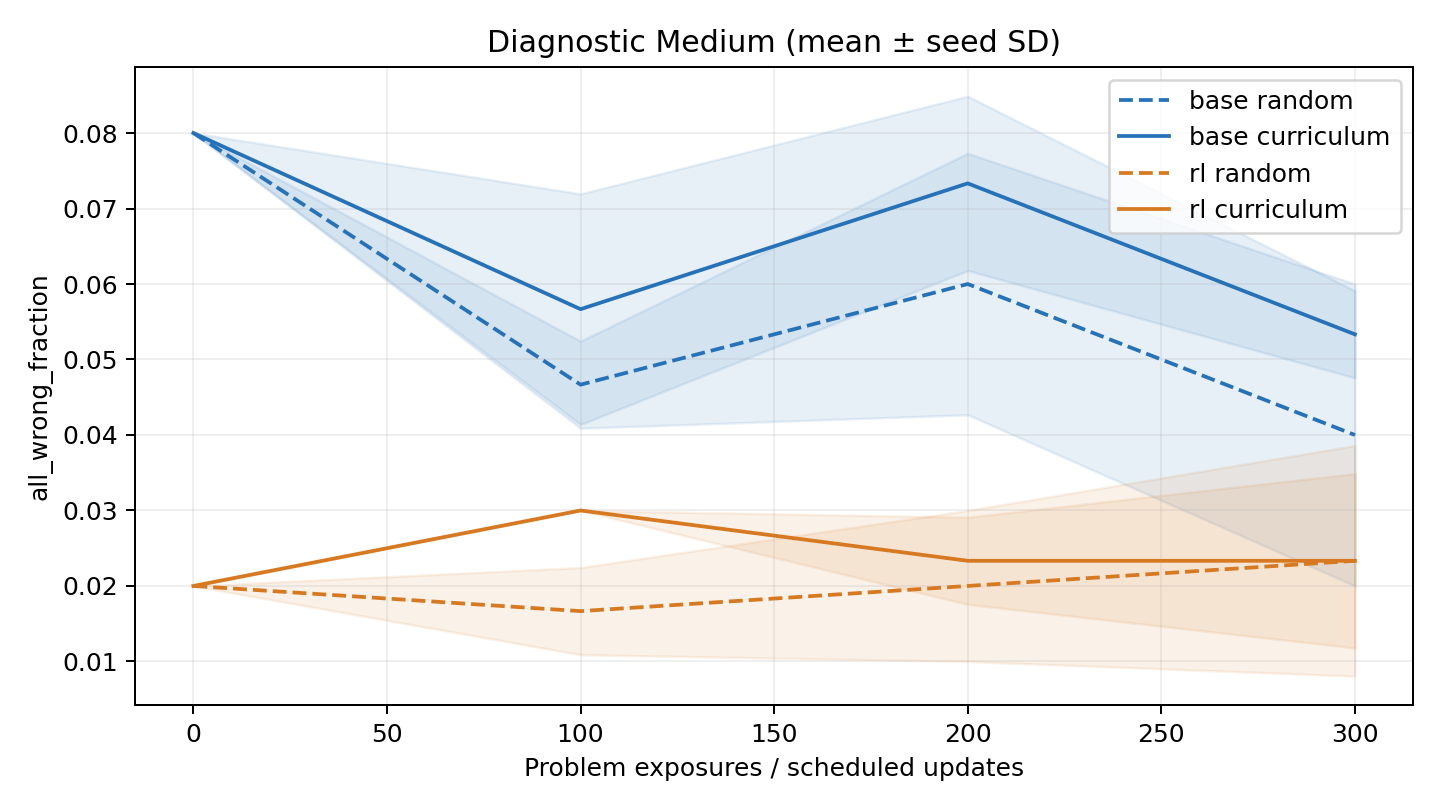 Diagnostic Medium (mean ± seed SD)
base random
base curriculum
rl random
rl curriculum
all_wrong_fraction
0.08
0.07
0.06
0.05
0.04
0.03
0.02
0.01
0 50 100 150 200 250 300
Problem exposures / scheduled updates